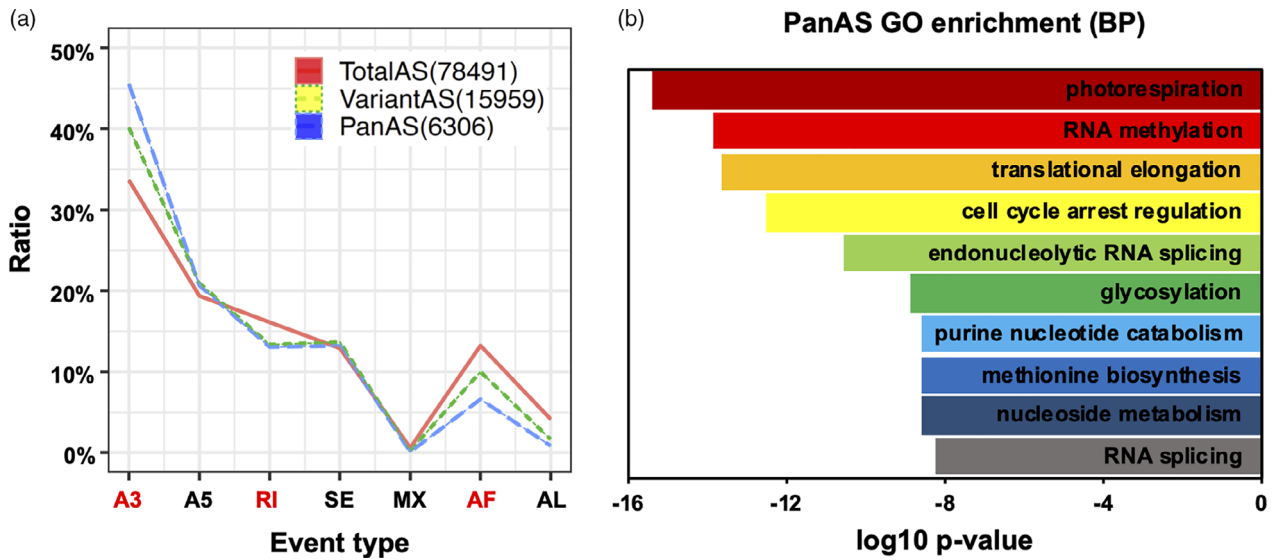 (a)
50%
40%
30%
20%
10%
0%
Ratio
TotalAS(78491)
VariantAS(15959)
PanAS(6306)
A3 A5 RI SE MX AF AL
Event type
(b)
PanAS GO enrichment (BP)
photorespiration
RNA methylation
translational elongation
cell cycle arrest regulation
endonucleolytic RNA splicing
glycosylation
purine nucleotide catabolism
methionine biosynthesis
nucleoside metabolism
RNA splicing
-16 -12 -8 -4 0
log10 p-value